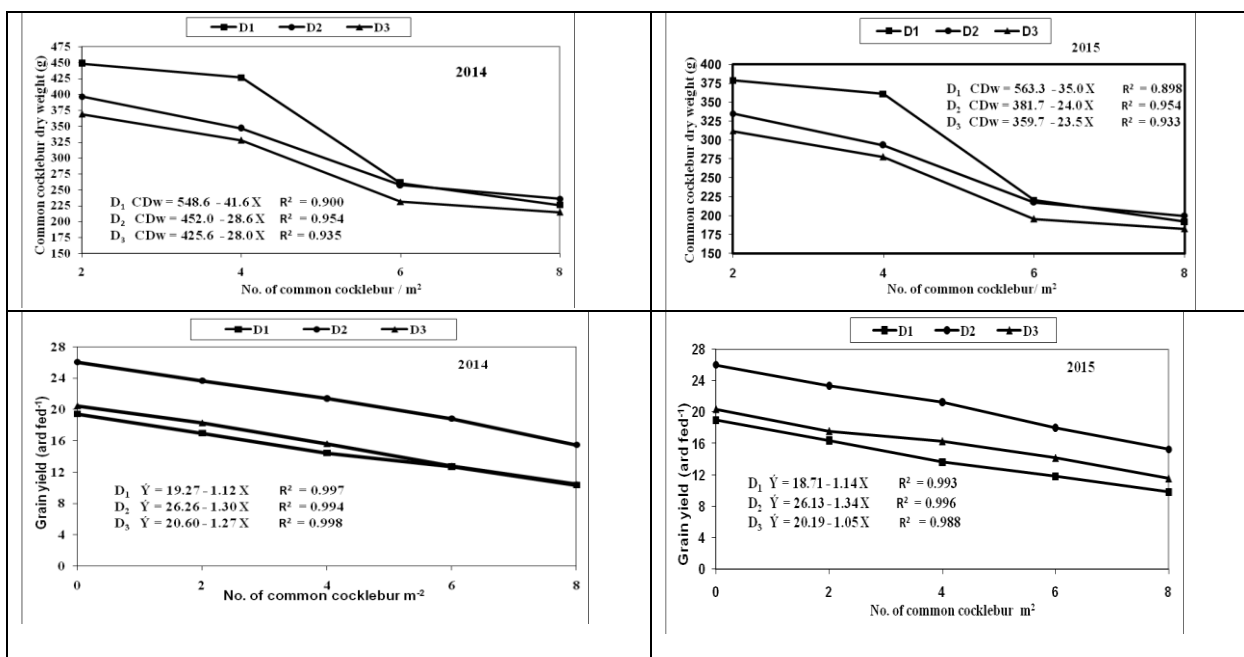 D1 D2 D3
2014
Common cocklebur dry weight (g)
475
450
425
400
375
350
325
300
275
250
225
200
175
150
D₁ CDw = 548.6 - 41.6 X R² = 0.900
D₂ CDw = 452.0 - 28.6 X R² = 0.954
D₃ CDw = 425.6 - 28.0 X R² = 0.935
2 4 6 8
No. of common cocklebur / m²
D1 D2 D3
2015
Common cocklebur dry weight (g)
400
375
350
325
300
275
250
225
200
175
150
D₁ CDw = 563.3 - 35.0 X R² = 0.898
D₂ CDw = 381.7 - 24.0 X R² = 0.954
D₃ CDw = 359.7 - 23.5 X R² = 0.933
2 4 6 8
No. of common cocklebur/ m²
D1 D2 D3
2014
Grain yield (ard fed⁻¹)
28
24
20
16
12
8
4
0
D₁ Ý = 19.27 - 1.12 X R² = 0.997
D₂ Ý = 26.26 - 1.30 X R² = 0.994
D₃ Ý = 20.60 - 1.27 X R² = 0.998
0 2 4 6 8
No. of common cocklebur m⁻²
D1 D2 D3
2015
Grain yield (ard fed⁻¹)
28
24
20
16
12
8
4
0
D₁ Ý = 18.71 - 1.14 X R² = 0.993
D₂ Ý = 26.13 - 1.34 X R² = 0.996
D₃ Ý = 20.19 - 1.05 X R² = 0.988
0 2 4 6 8
No. of common cocklebur m²